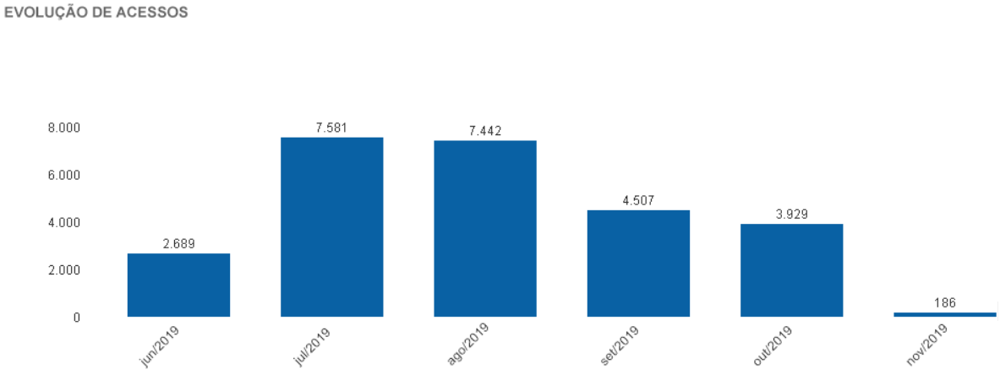 EVOLUÇÃO DE ACESSOS
8.000
6.000
4.000
2.000
0
2.689
7.581
7.442
4.507
3.929
186
jun/2019
jul/2019
ago/2019
set/2019
out/2019
nov/2019